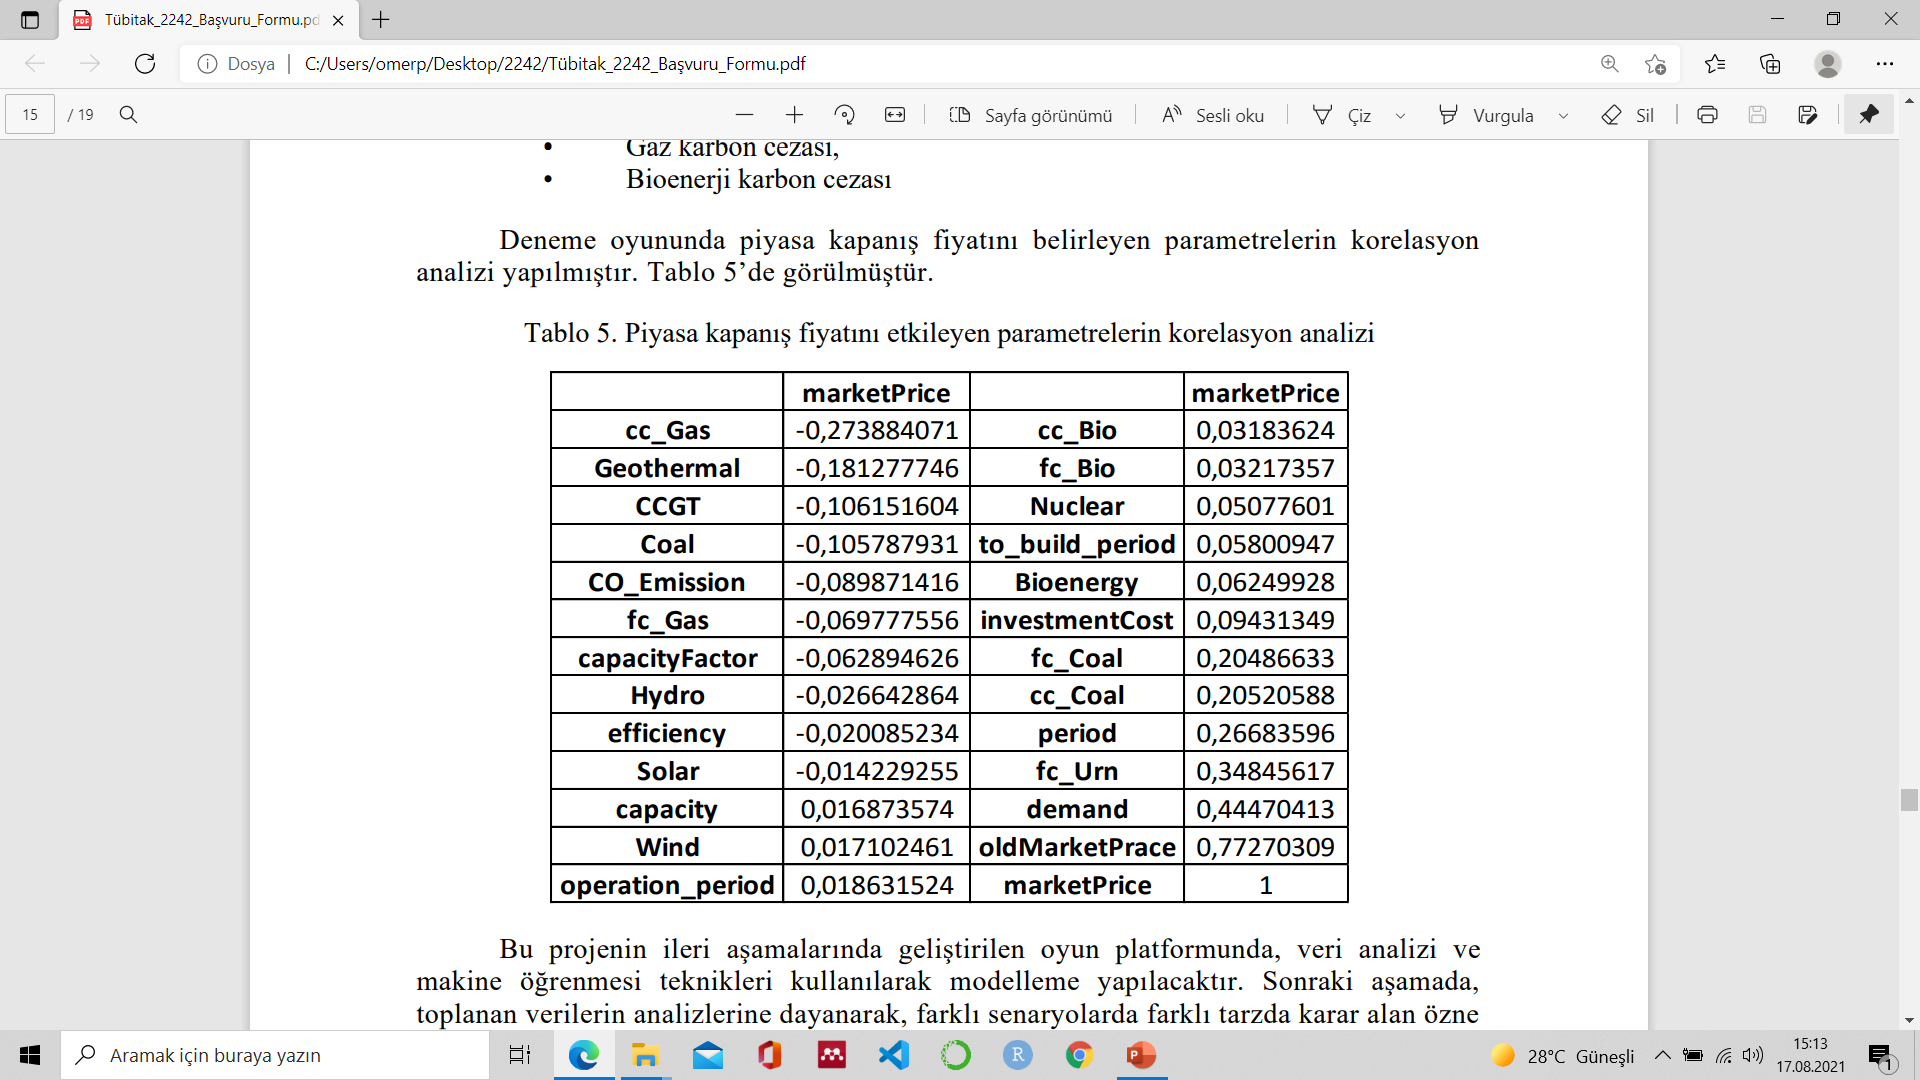 Tübitak_2242_Başvuru_Formu.pd
Dosya | C:/Users/omerp/Desktop/2242/Tübitak_2242_Başvuru_Formu.pdf
15 / 19 Sayfa görünümü Sesli oku Çiz Vurgula Sil
• Gaz karbon cezası,
• Bioenerji karbon cezası
Deneme oyununda piyasa kapanış fiyatını belirleyen parametrelerin korelasyon
analizi yapılmıştır. Tablo 5’de görülmüştür.
Tablo 5. Piyasa kapanış fiyatını etkileyen parametrelerin korelasyon analizi
marketPrice marketPrice
cc_Gas -0,273884071 cc_Bio 0,03183624
Geothermal -0,181277746 fc_Bio 0,03217357
CCGT -0,106151604 Nuclear 0,05077601
Coal -0,105787931 to_build_period 0,05800947
CO_Emission -0,089871416 Bioenergy 0,06249928
fc_Gas -0,069777556 investmentCost 0,09431349
capacityFactor -0,062894626 fc_Coal 0,20486633
Hydro -0,026642864 cc_Coal 0,20520588
efficiency -0,020085234 period 0,26683596
Solar -0,014229255 fc_Urn 0,34845617
capacity 0,016873574 demand 0,44470413
Wind 0,017102461 oldMarketPrace 0,77270309
operation_period 0,018631524 marketPrice 1
Bu projenin ileri aşamalarında geliştirilen oyun platformunda, veri analizi ve
makine öğrenmesi teknikleri kullanılarak modelleme yapılacaktır. Sonraki aşamada,
toplanan verilerin analizlerine dayanarak, farklı senaryolarda farklı tarzda karar alan özne
Aramak için buraya yazın
28°C Güneşli
15:13
17.08.2021
1